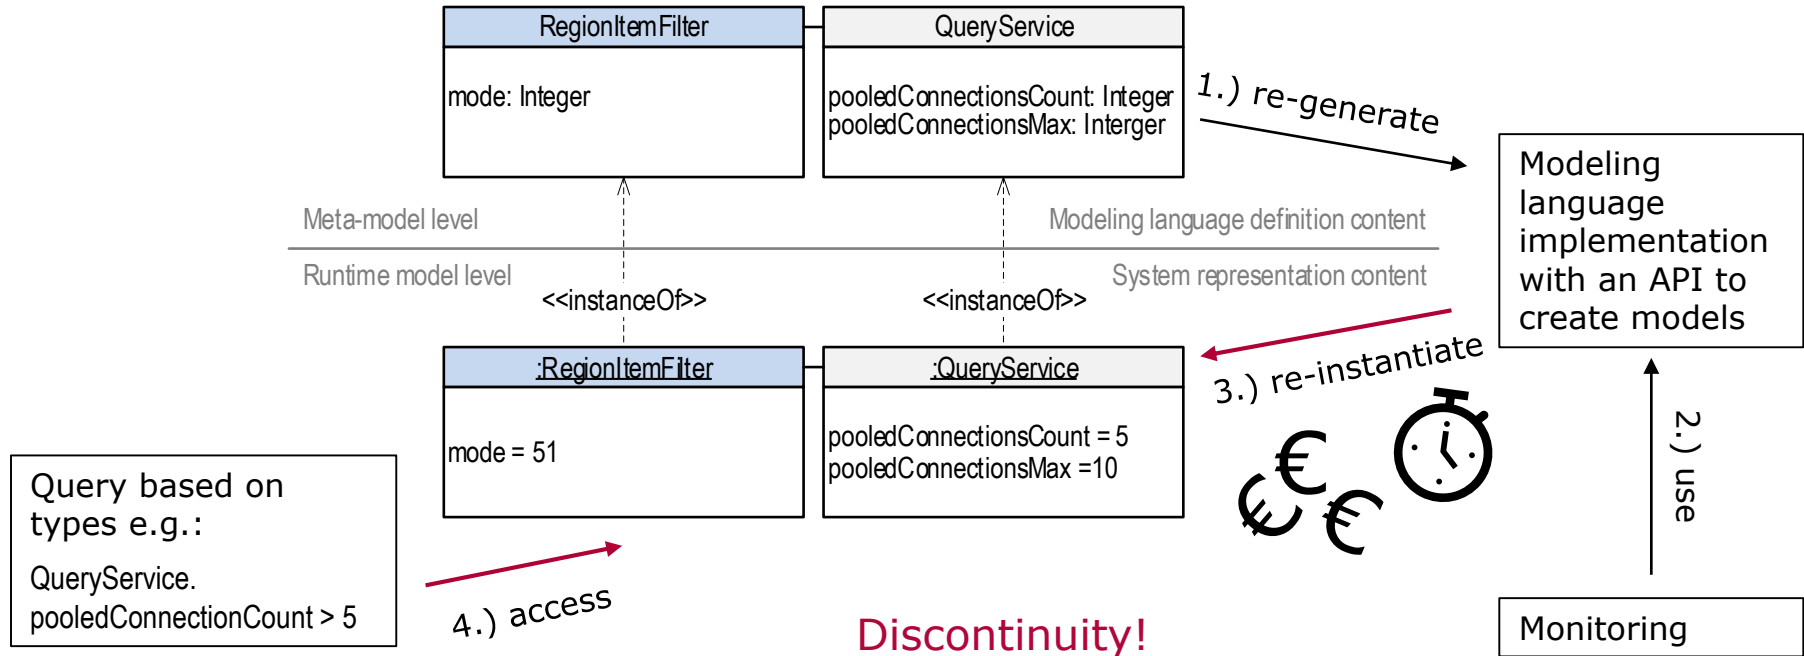 RegionItemFilter
QueryService
mode: Integer
pooledConnectionsCount: Integer
pooledConnectionsMax: Interger
1.) re-generate
Modeling
language
implementation
with an API to
create models
Meta-model level
Modeling language definition content
Runtime model level
System representation content
<<instanceOf>>
<<instanceOf>>
:RegionItemFilter
:QueryService
3.) re-instantiate
mode = 51
pooledConnectionsCount = 5
pooledConnectionsMax =10
€
€
€
2.) use
Query based on
types e.g.:
QueryService.
pooledConnectionCount > 5
4.) access
Discontinuity!
Monitoring